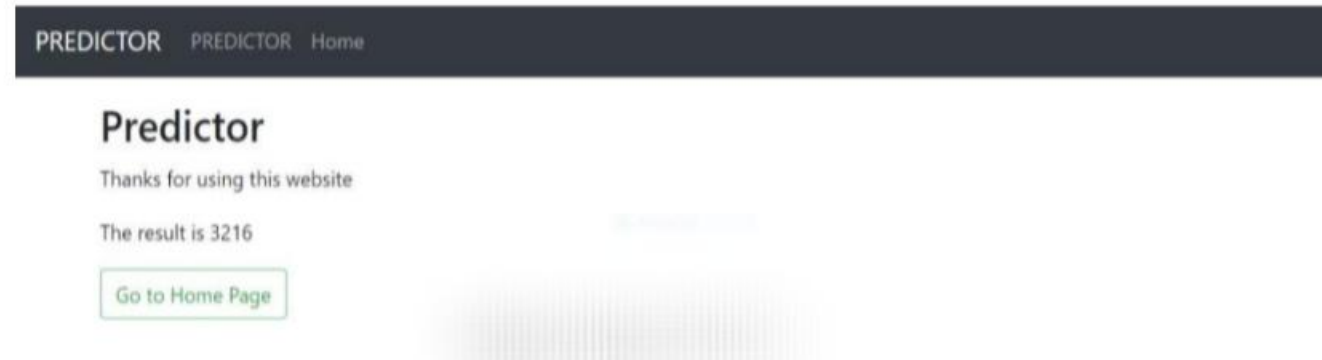 PREDICTOR PREDICTOR Home
Predictor
Thanks for using this website
The result is 3216
Go to Home Page